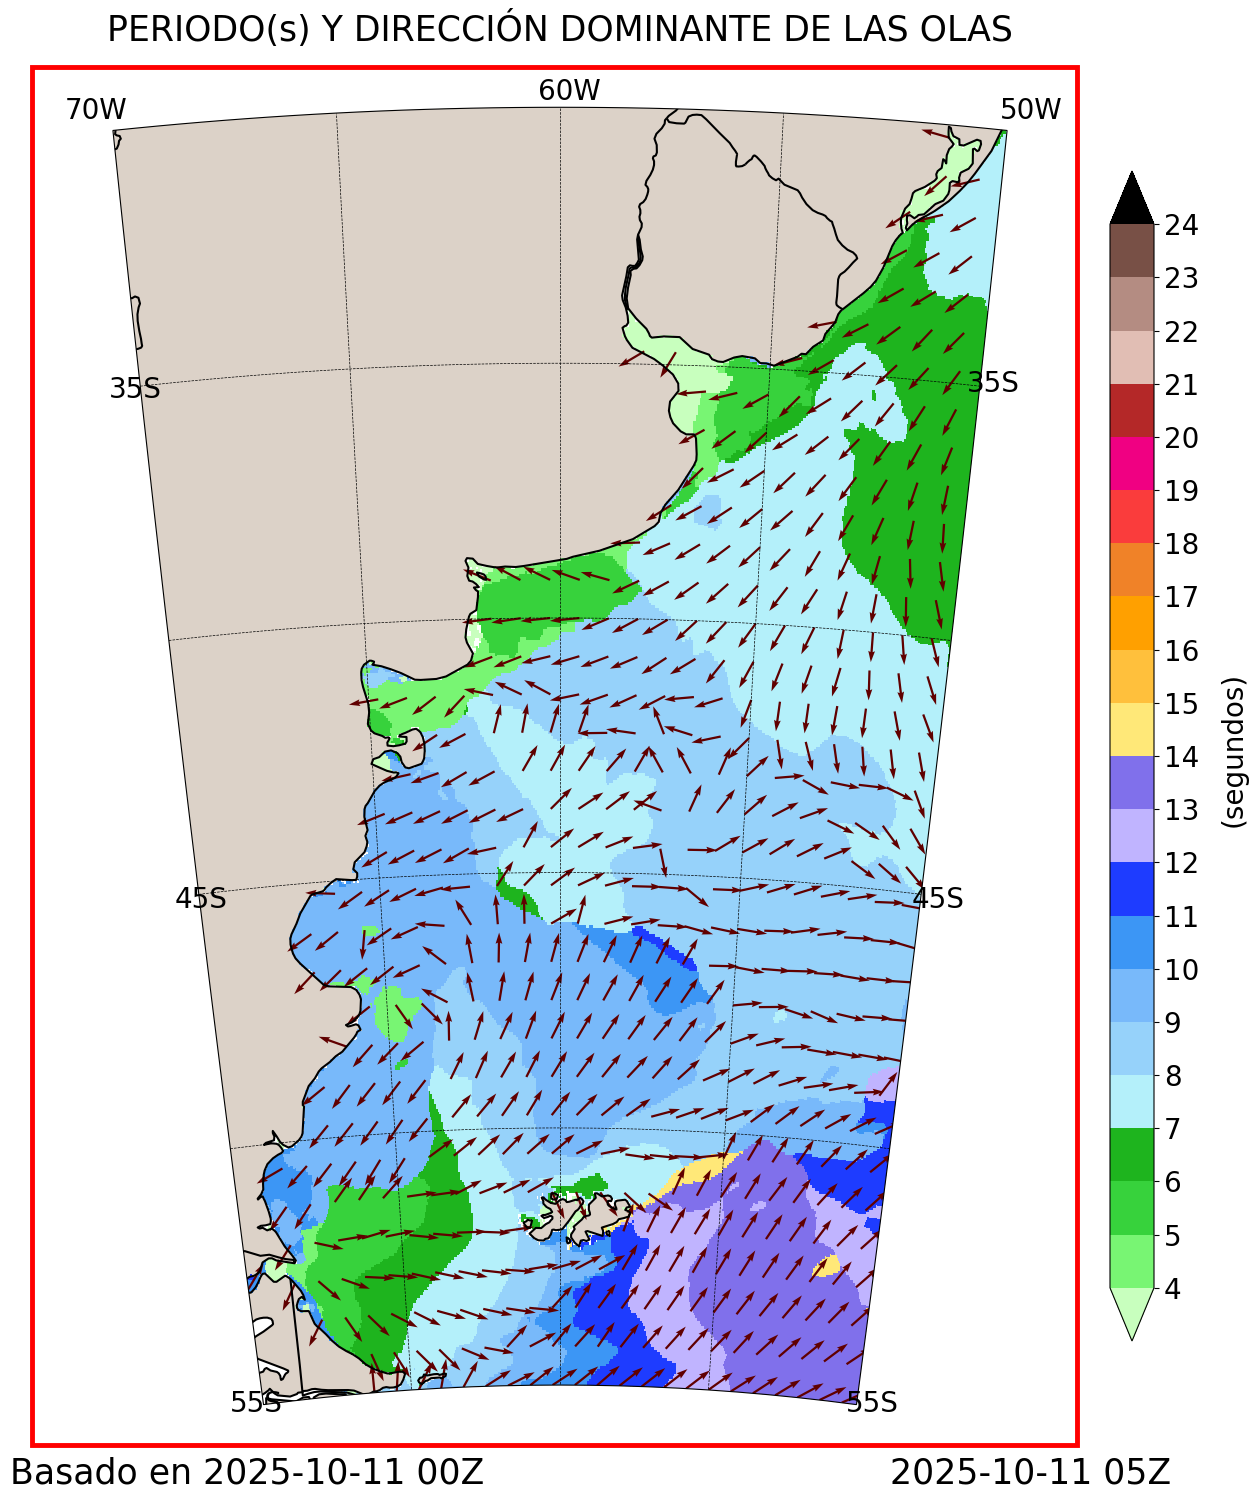 PERIODO(s) Y DIRECCIÓN DOMINANTE DE LAS OLAS
70W
60W
50W
35S
35S
45S
45S
55S
55S
24
23
22
21
20
19
18
17
16
15
14
13
12
11
10
9
8
7
6
5
4
(segundos)
Basado en 2025-10-11 00Z
2025-10-11 05Z